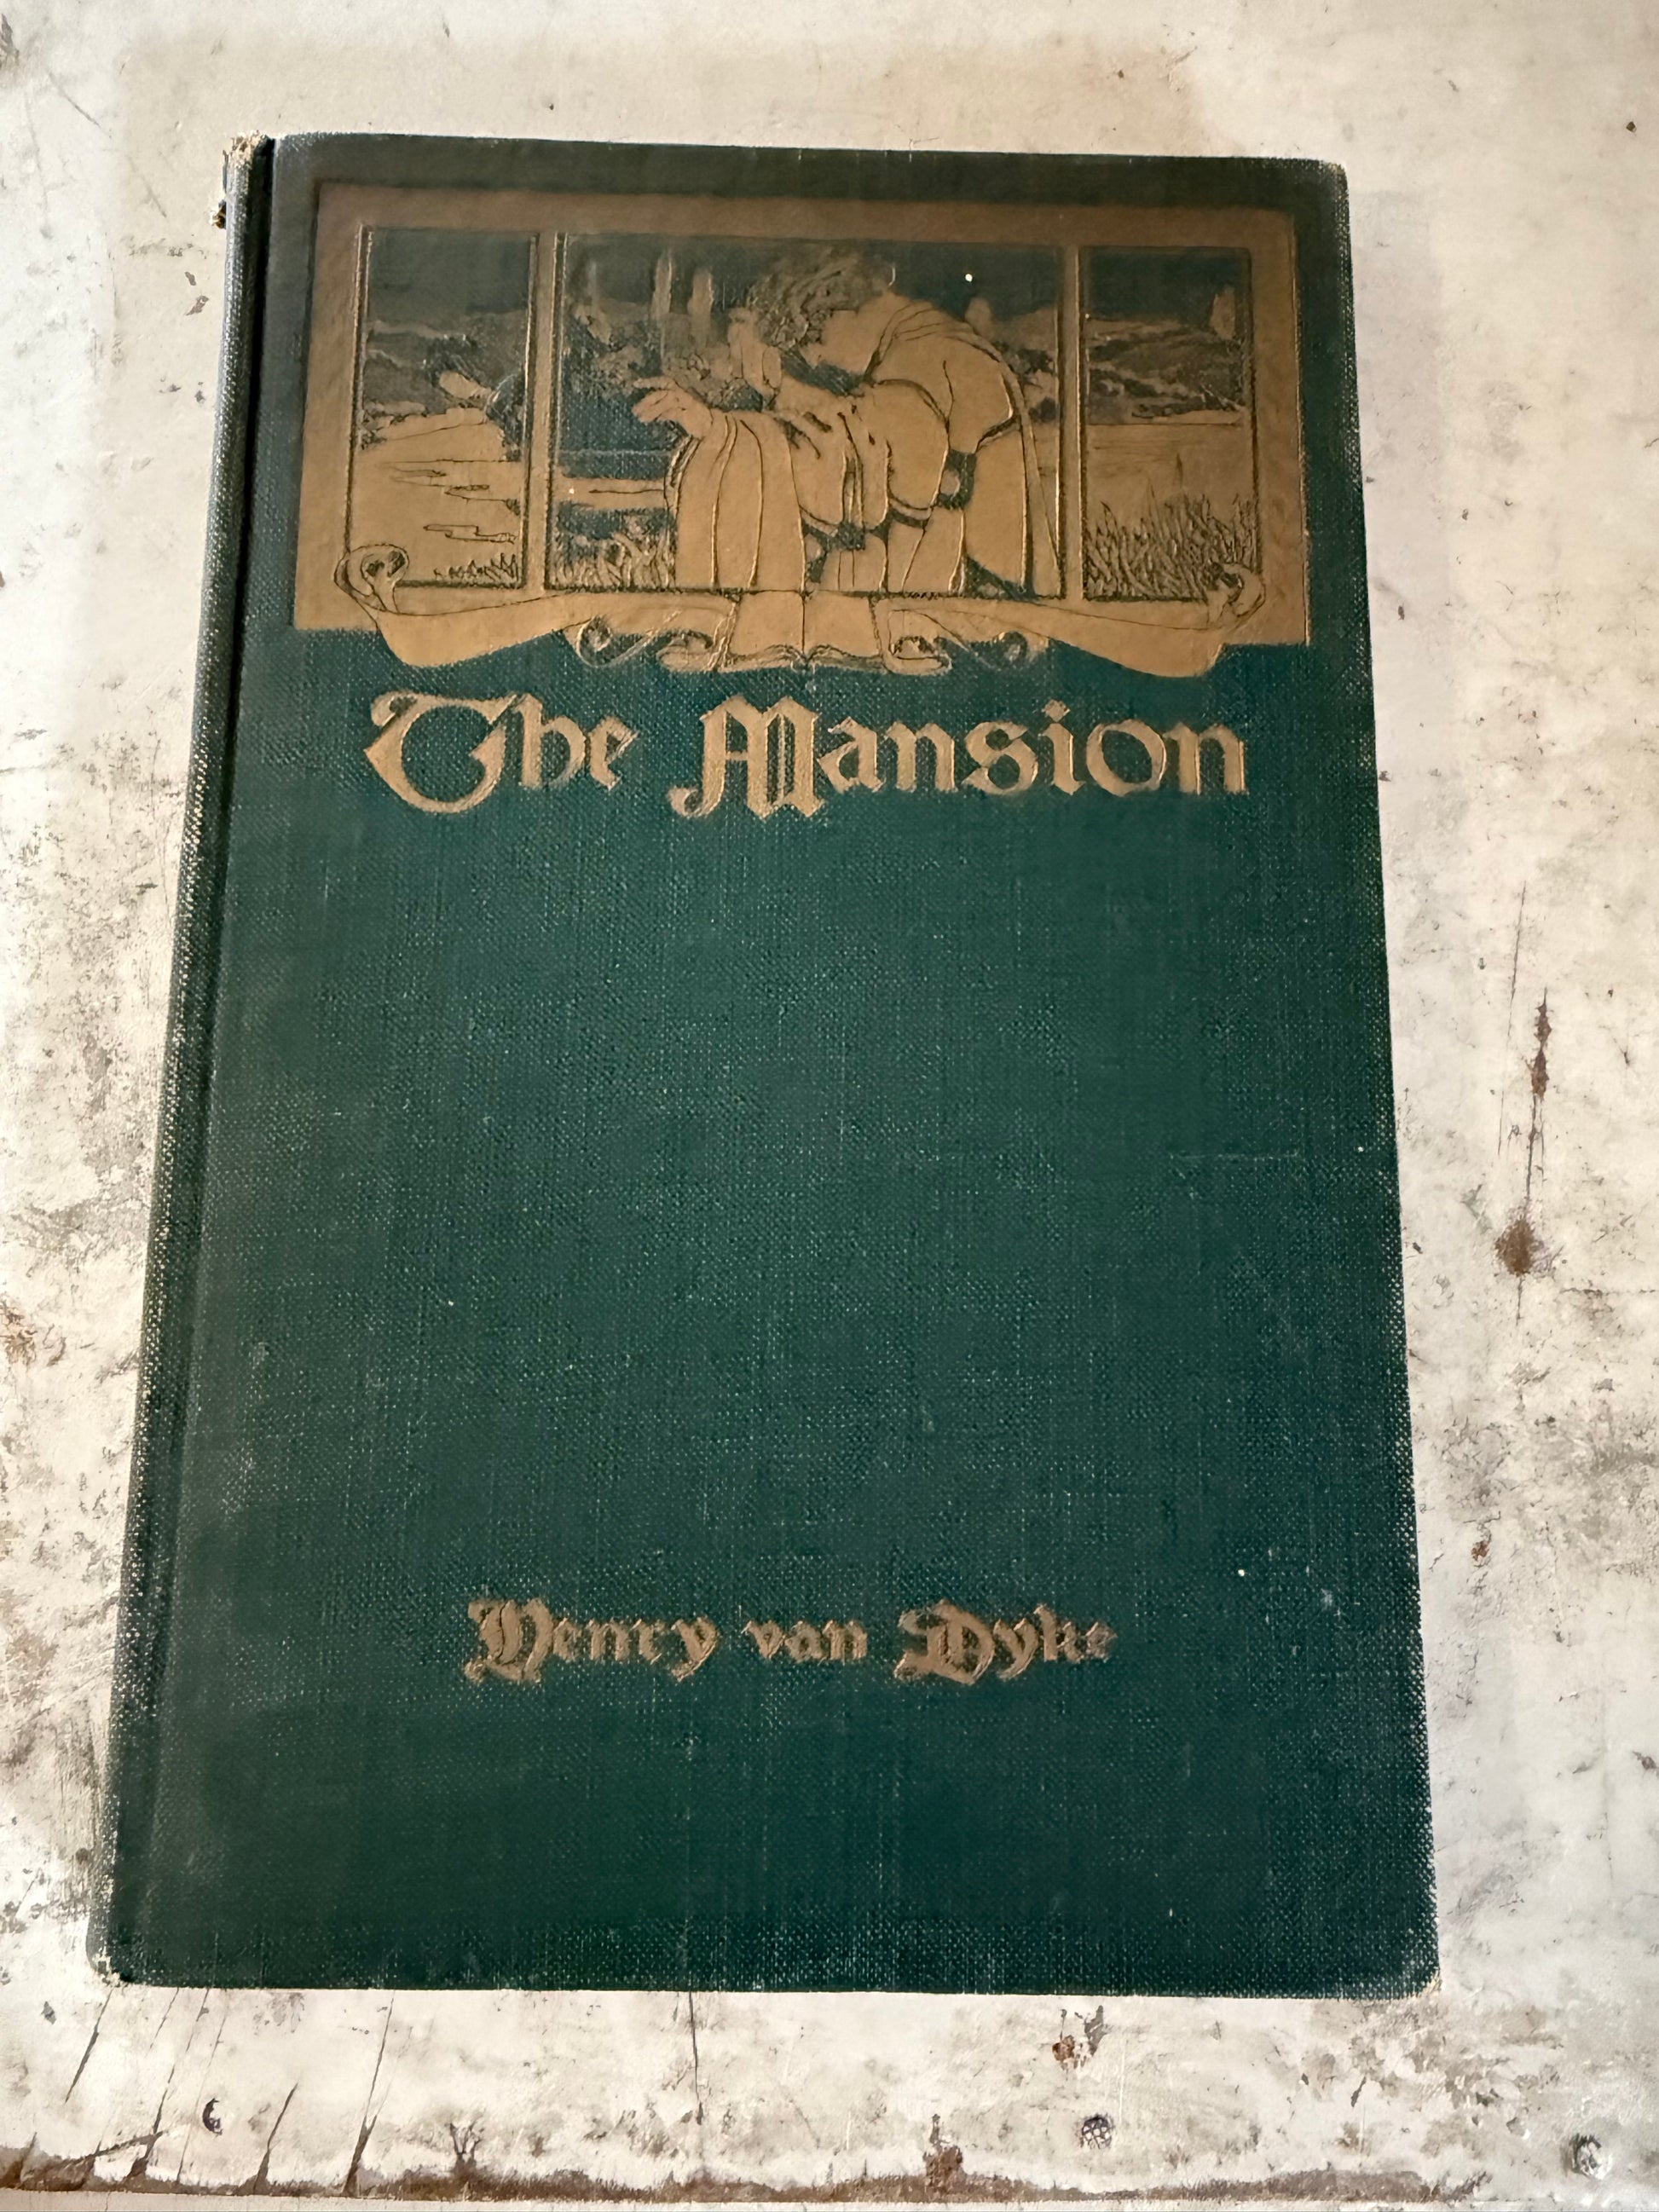 The Mansion
Henry van Dyke